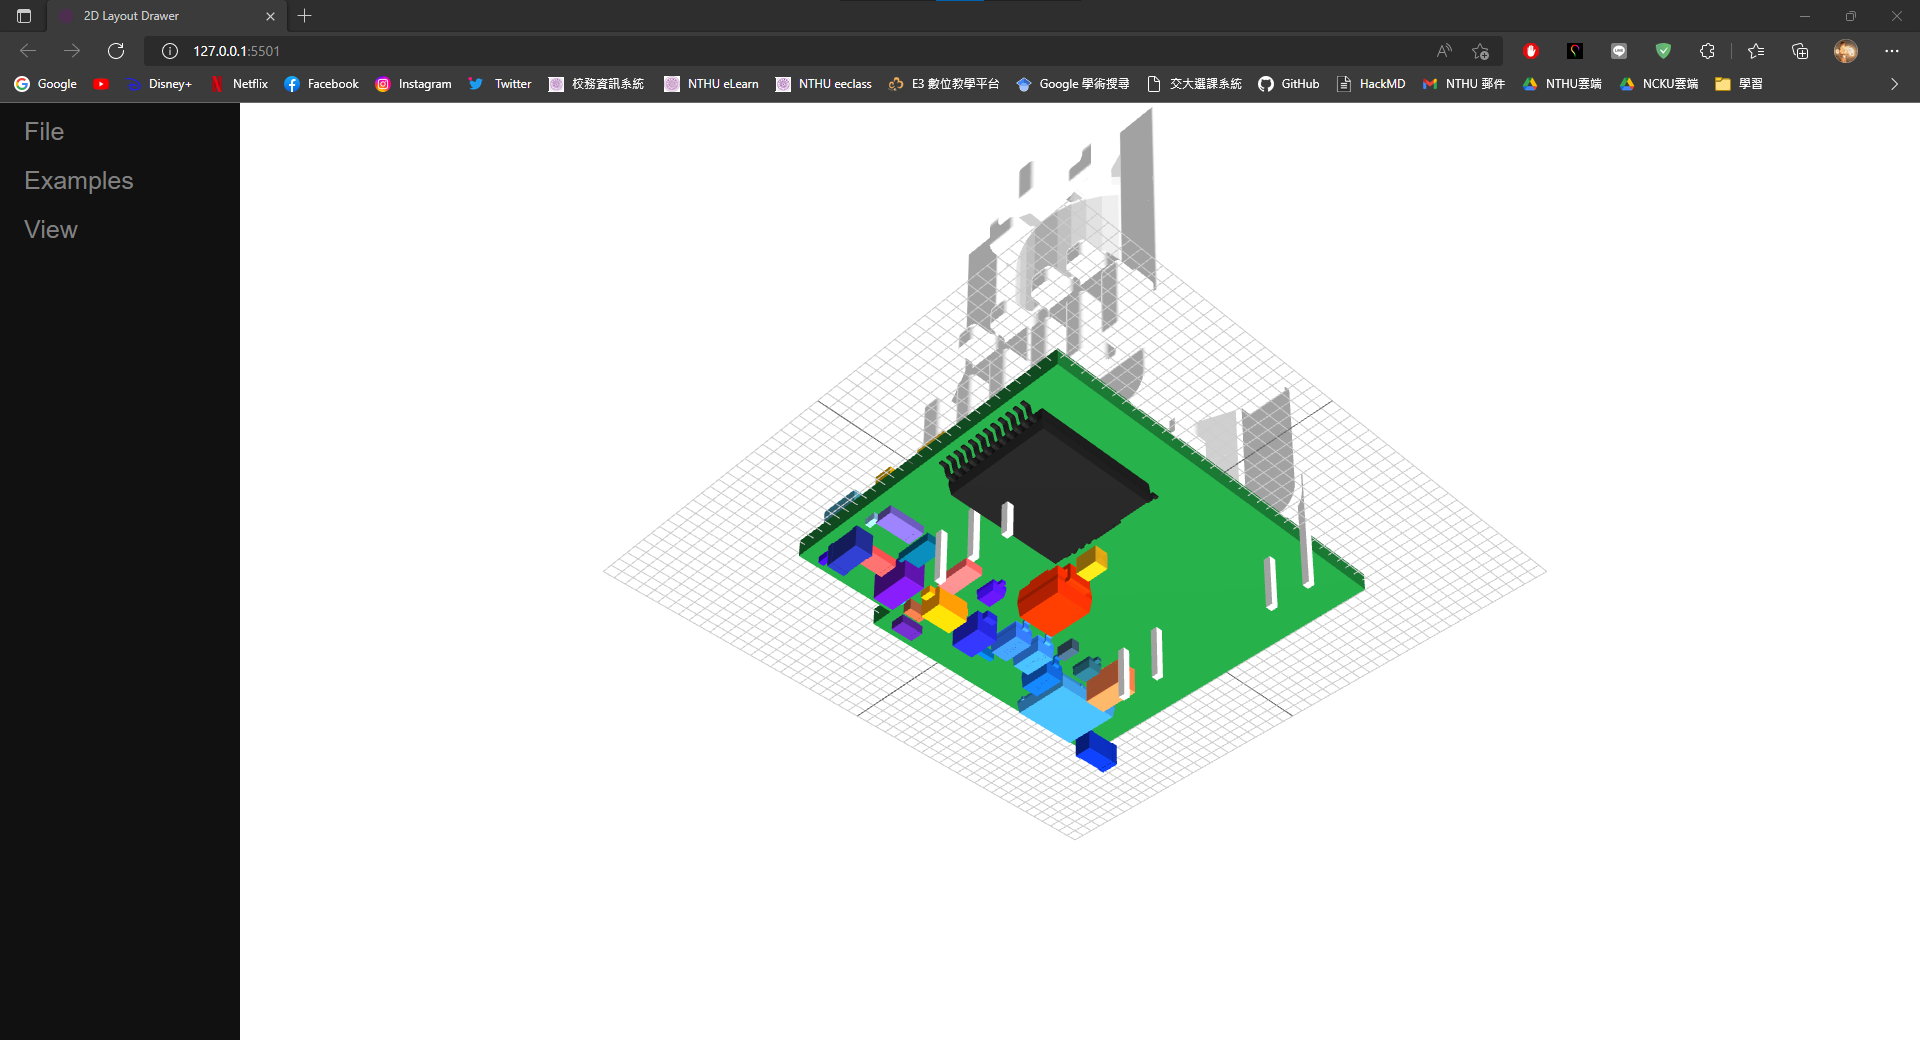 2D Layout Drawer
127.0.0.1:5501
Google
Disney+
Netflix
Facebook
Instagram
Twitter
校務資訊系統
NTHU eLearn
NTHU eeclass
E3 數位教學平台
Google 學術搜尋
交大選課系統
GitHub
HackMD
NTHU 郵件
NTHU雲端
NCKU雲端
學習
File
Examples
View